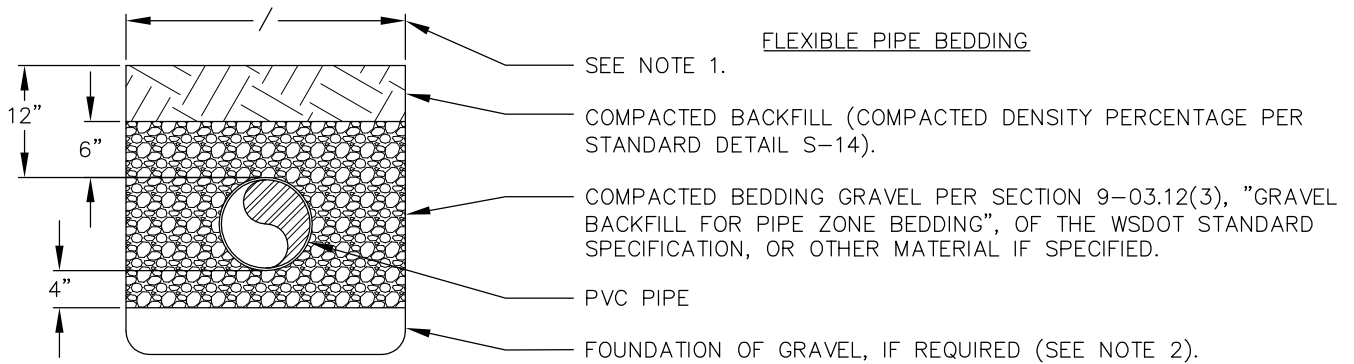 FLEXIBLE PIPE BEDDING
SEE NOTE 1.
12”
COMPACTED BACKFILL (COMPACTED DENSITY PERCENTAGE PER
STANDARD DETAIL S–14).
6”
COMPACTED BEDDING GRAVEL PER SECTION 9–03.12(3), ”GRAVEL
BACKFILL FOR PIPE ZONE BEDDING”, OF THE WSDOT STANDARD
SPECIFICATION, OR OTHER MATERIAL IF SPECIFIED.
4”
PVC PIPE
FOUNDATION OF GRAVEL, IF REQUIRED (SEE NOTE 2).